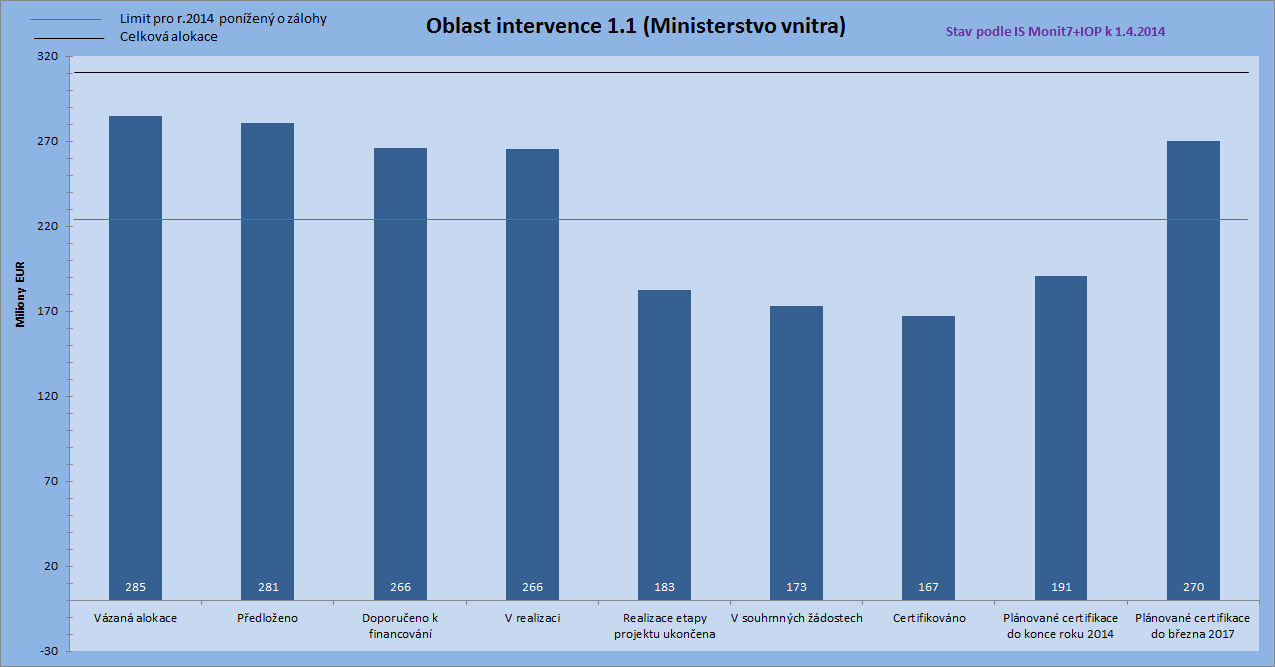 Limit pro r.2014 ponížený o zálohy
Celková alokace
Oblast intervence 1.1 (Ministerstvo vnitra)
Stav podle IS Monit7+IOP k 1.4.2014
Miliony EUR
320
270
220
170
120
70
20
-30
285
281
266
266
183
173
167
191
270
Vázaná alokace
Předloženo
Doporučeno k
financování
V realizaci
Realizace etapy
projektu ukončena
V souhrnných žádostech
Certifikováno
Plánované certifikace
do konce roku 2014
Plánované certifikace
do března 2017